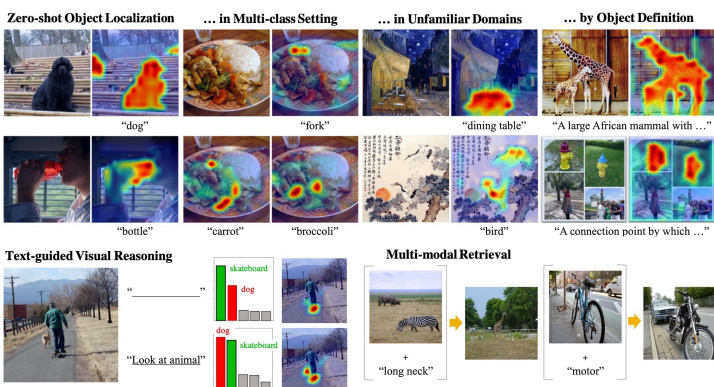 Zero-shot Object Localization
... in Multi-class Setting
... in Unfamiliar Domains
... by Object Definition
“dog”
“fork”
“dining table”
“A large African mammal with ...”
“bottle”
“carrot”
“broccoli”
“bird”
“A connection point by which ...”
Text-guided Visual Reasoning
Multi-modal Retrieval
“__________”
skateboard
dog
“Look at animal”
dog
skateboard
+
“long neck”
+
“motor”